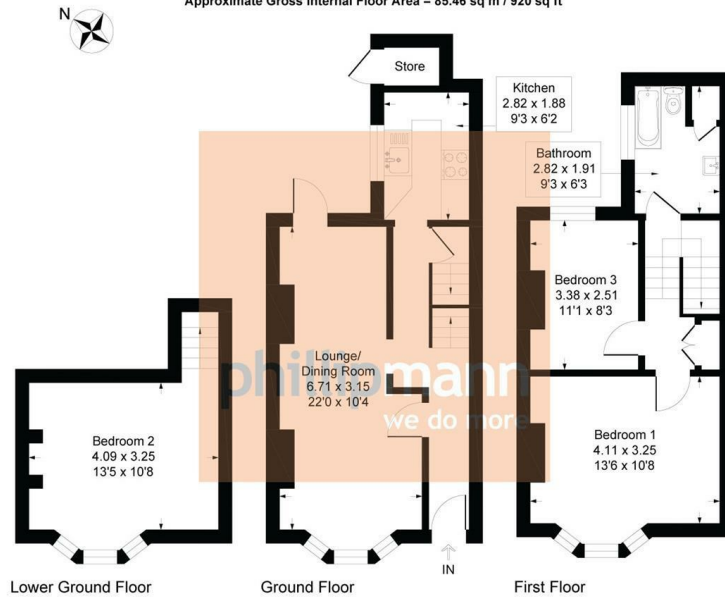 Approximate Gross Internal Floor Area = 85.46 sq m / 920 sq ft
N
Store
Kitchen
2.82 x 1.88
9'3 x 6'2
Bathroom
2.82 x 1.91
9'3 x 6'3
Bedroom 3
3.38 x 2.51
11'1 x 8'3
Lounge/
Dining Room
6.71 x 3.15
22'0 x 10'4
phillipmann
we do more
Bedroom 2
4.09 x 3.25
13'5 x 10'8
Bedroom 1
4.11 x 3.25
13'6 x 10'8
IN
Lower Ground Floor
Ground Floor
First Floor